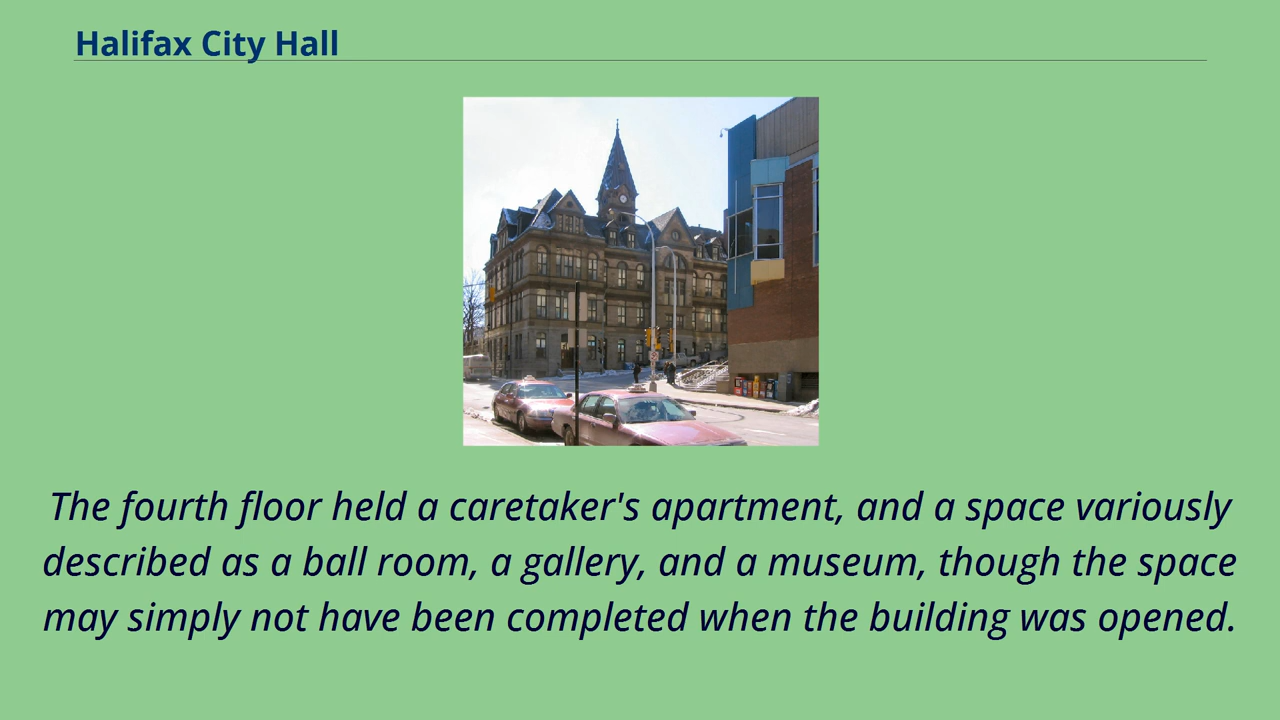 Halifax City Hall
The fourth floor held a caretaker's apartment, and a space variously
described as a ball room, a gallery, and a museum, though the space
may simply not have been completed when the building was opened.